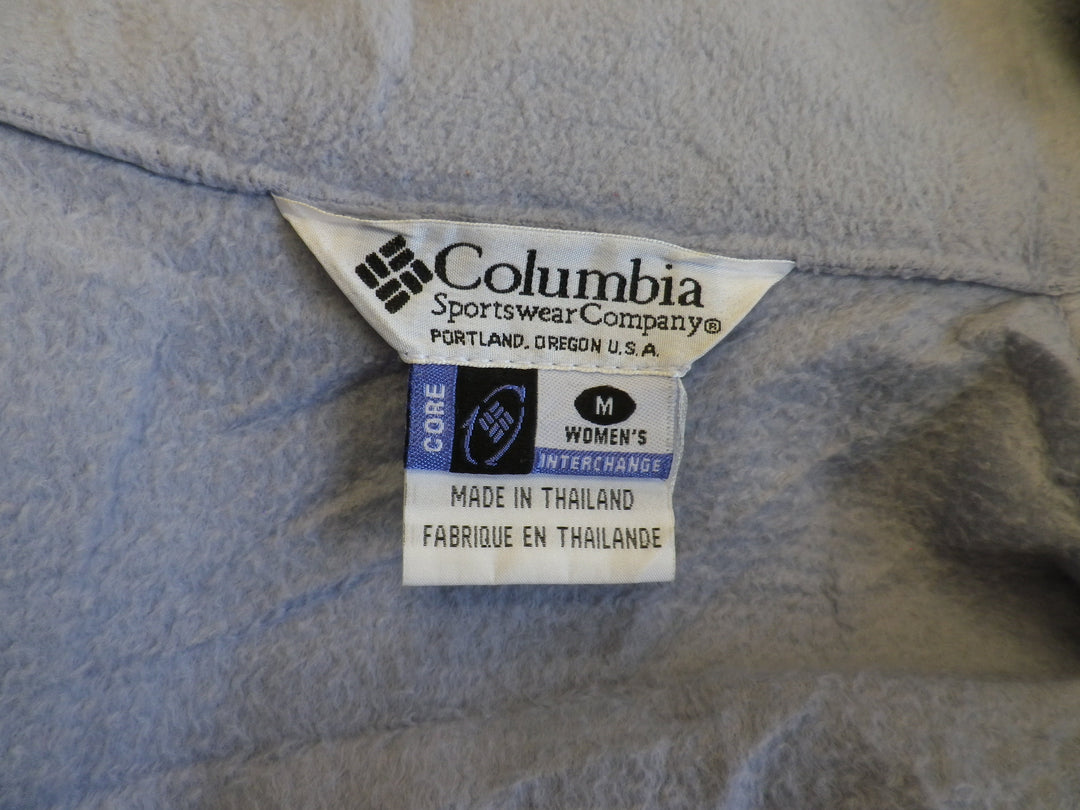 Columbia
Sportswear Company®
PORTLAND. OREGON U.S.A.
CORE
M
WOMEN'S
INTERCHANGE
MADE IN THAILAND
FABRIQUE EN THAILANDE